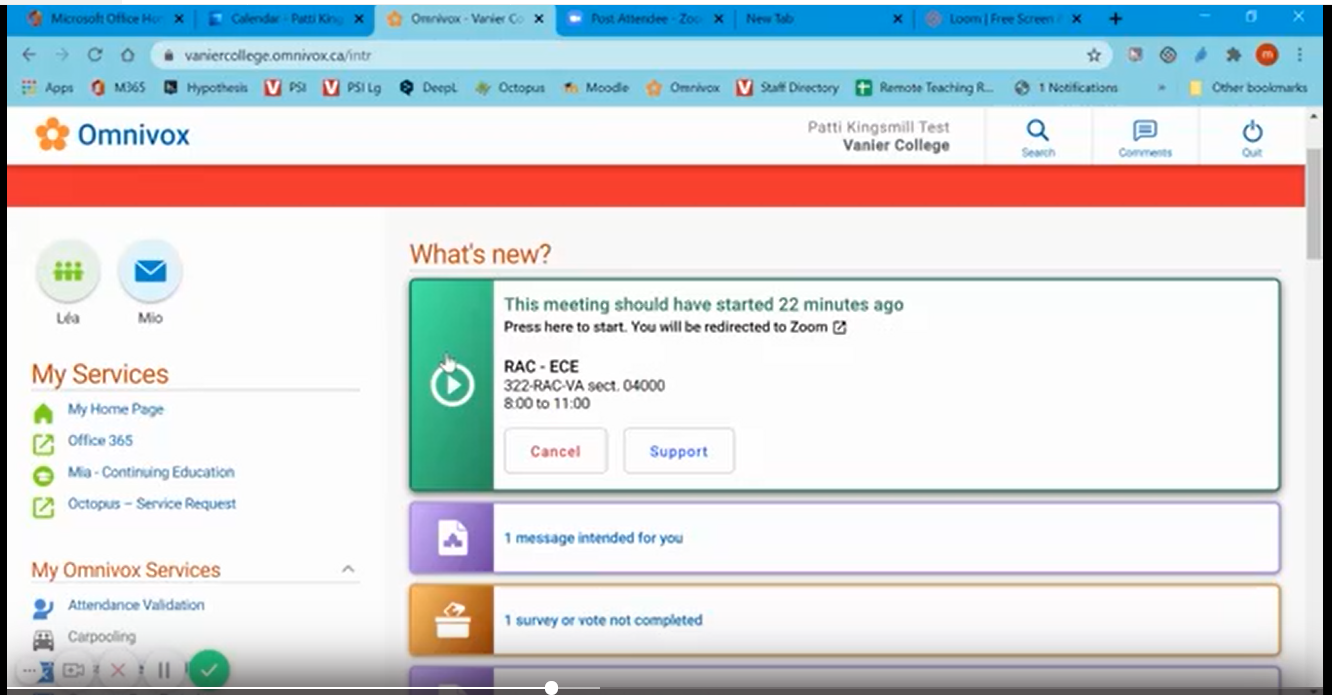 Microsoft Office Hor
Calendar - Patti King
Omnivox - Vanier Co
Post Attendee - Zoo
New Tab
Loom | Free Screen
vaniercollege.omnivox.ca/intr
m
Apps
M365
Hypothesis
PSI
PSI Lg
DeepL
Octopus
Moodle
Omnivox
Staff Directory
Remote Teaching R...
1 Notifications
»
Other bookmarks
Omnivox
Patti Kingsmill Test
Vanier College
Search
Comments
Quit
Léa
Mio
My Services
My Home Page
Office 365
Mia - Continuing Education
Octopus – Service Request
My Omnivox Services
Attendance Validation
Carpooling
What's new?
This meeting should have started 22 minutes ago
Press here to start. You will be redirected to Zoom
RAC - ECE
322-RAC-VA sect. 04000
8:00 to 11:00
Cancel
Support
1 message intended for you
1 survey or vote not completed